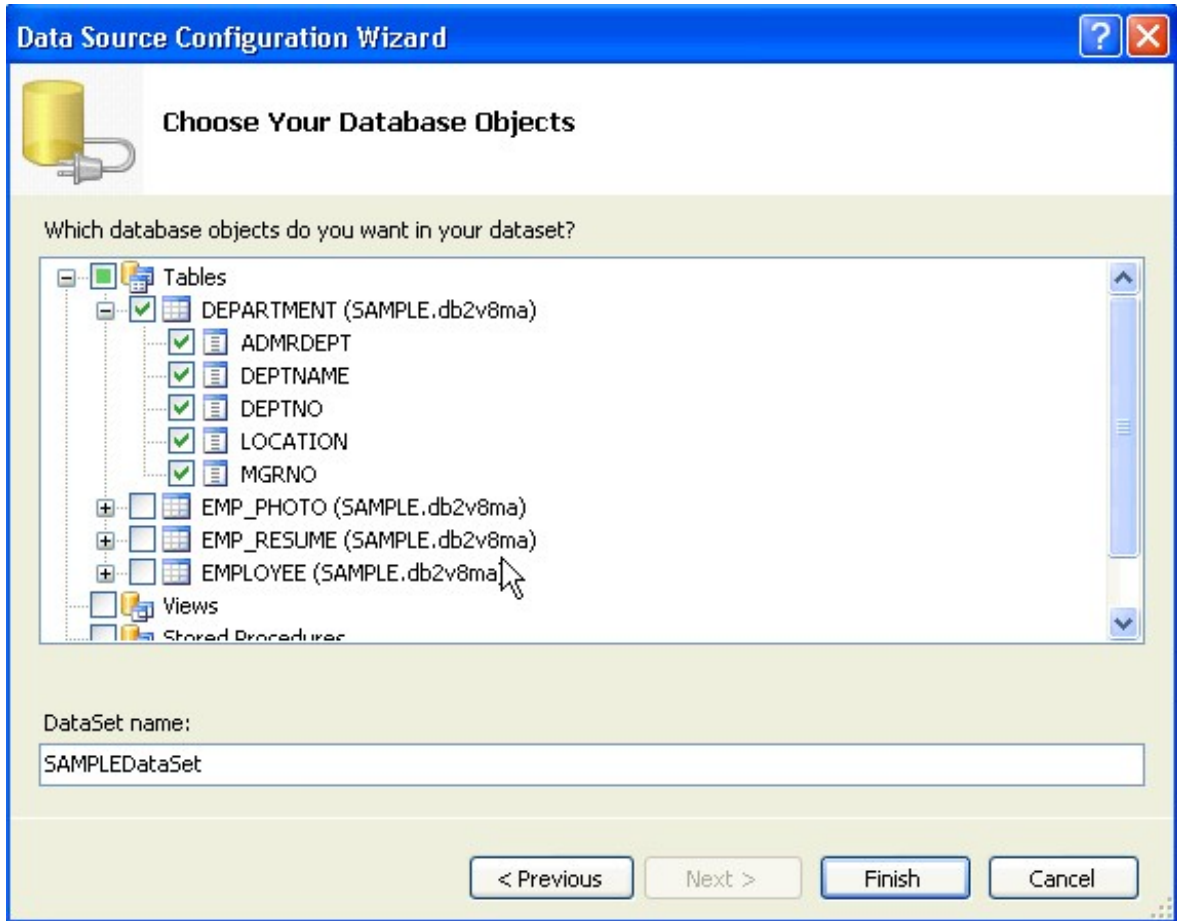 Data Source Configuration Wizard
Choose Your Database Objects
Which database objects do you want in your dataset?
Tables
DEPARTMENT (SAMPLE.db2v8ma)
ADMRDEPT
DEPTNAME
DEPTNO
LOCATION
MGRNO
EMP_PHOTO (SAMPLE.db2v8ma)
EMP_RESUME (SAMPLE.db2v8ma)
EMPLOYEE (SAMPLE.db2v8ma)
Views
Stored Procedures
DataSet name:
SAMPLEDataSet
< Previous
Next >
Finish
Cancel